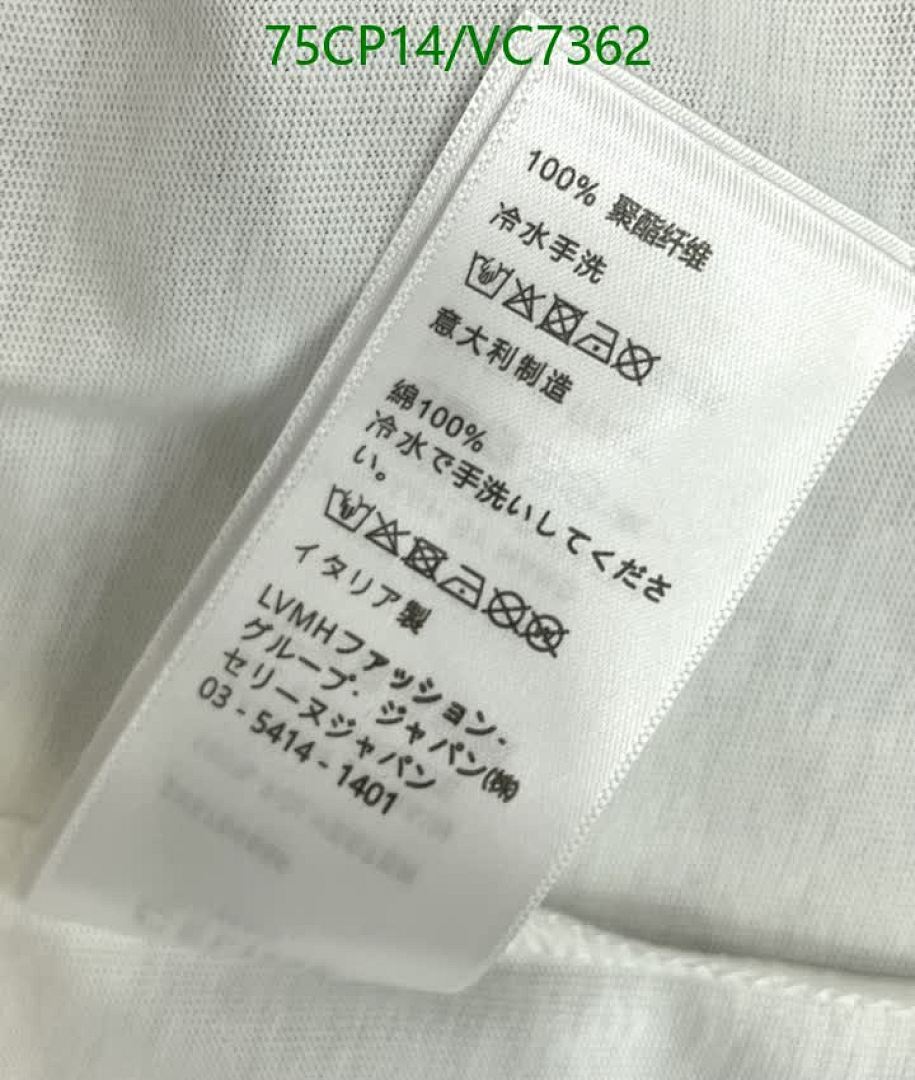 75CP14/VC7362
100% 聚酯纤维
冷水手洗
意大利制造
綿100%
冷水で手洗いしてくださ
い。
イタリア製
LVMHファッション.
グループ. ジャパン(株)
セリーヌジャパン
03 - 5414 - 1401